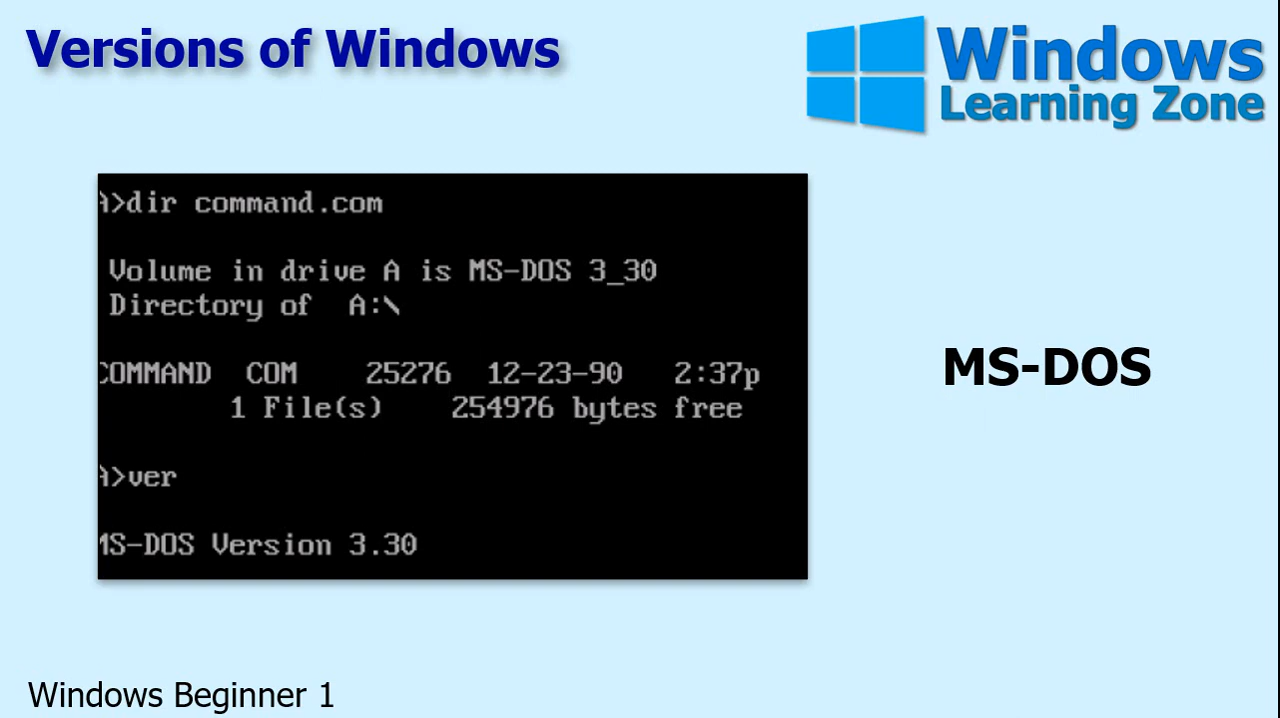 Versions of Windows
Windows
Learning Zone
A>dir command.com
Volume in drive A is MS-DOS 3_30
Directory of  A:\
COMMAND  COM    25276  12-23-90   2:37p
1 File(s)    254976 bytes free
A>ver
MS-DOS Version 3.30
MS-DOS
Windows Beginner 1